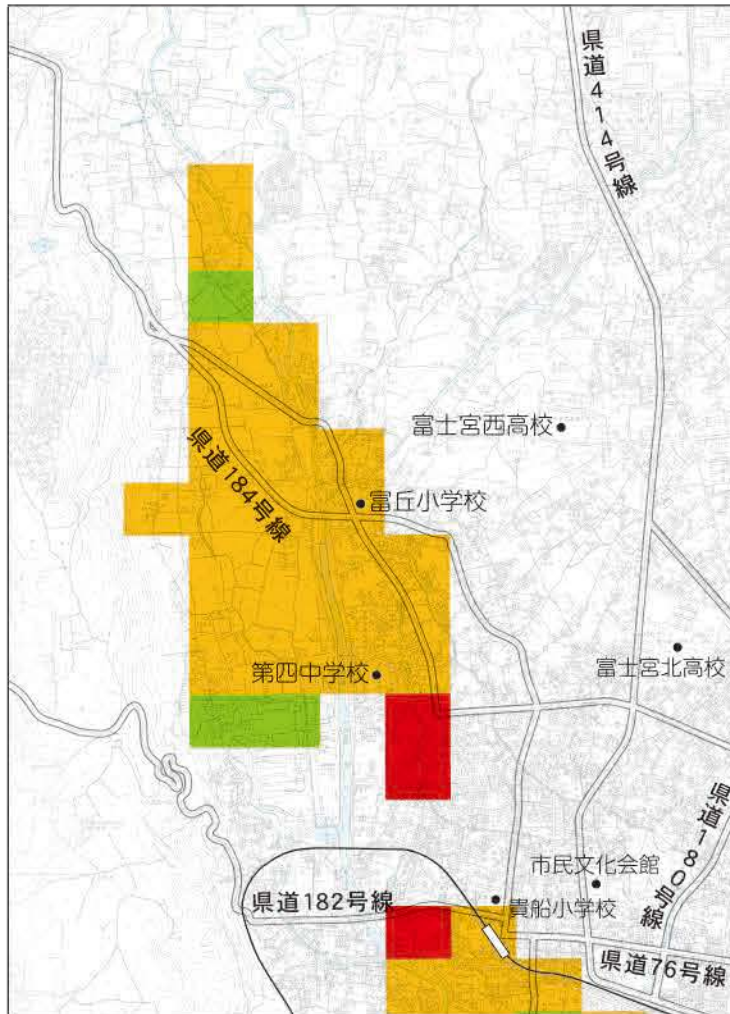 県道414号線
富士宮西高校
県道184号線
富丘小学校
富士宮北高校
第四中学校
県道180号線
市民文化会館
県道182号線
貴船小学校
県道76号線